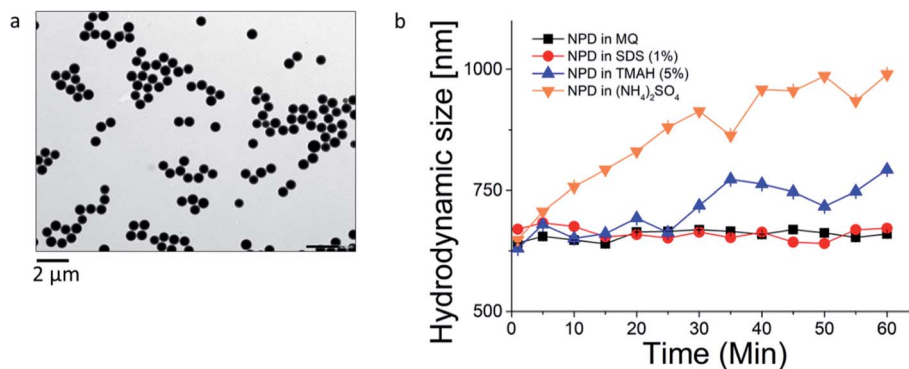 a
2 μm
b
Hydrodynamic size [nm]
1000
750
500
NPD in MQ
NPD in SDS (1%)
NPD in TMAH (5%)
NPD in (NH₄)₂SO₄
0 10 20 30 40 50 60
Time (Min)